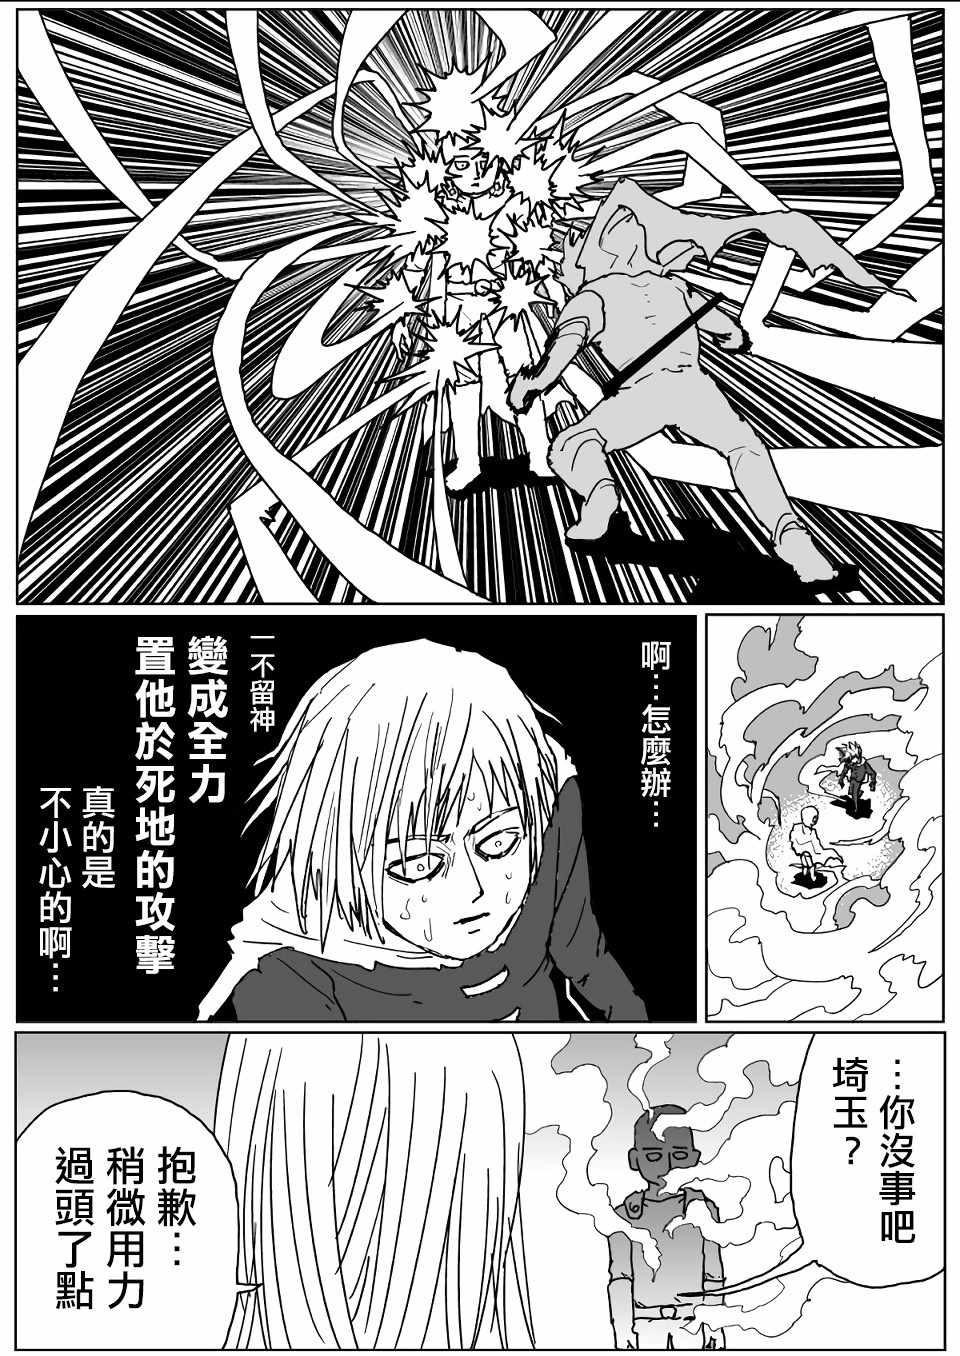 啊…怎麼辦…
一不留神
變成全力
置他於死地的攻擊
真的是
不小心的啊…
…你沒事吧
埼玉？
抱歉…
稍微用力
過頭了點